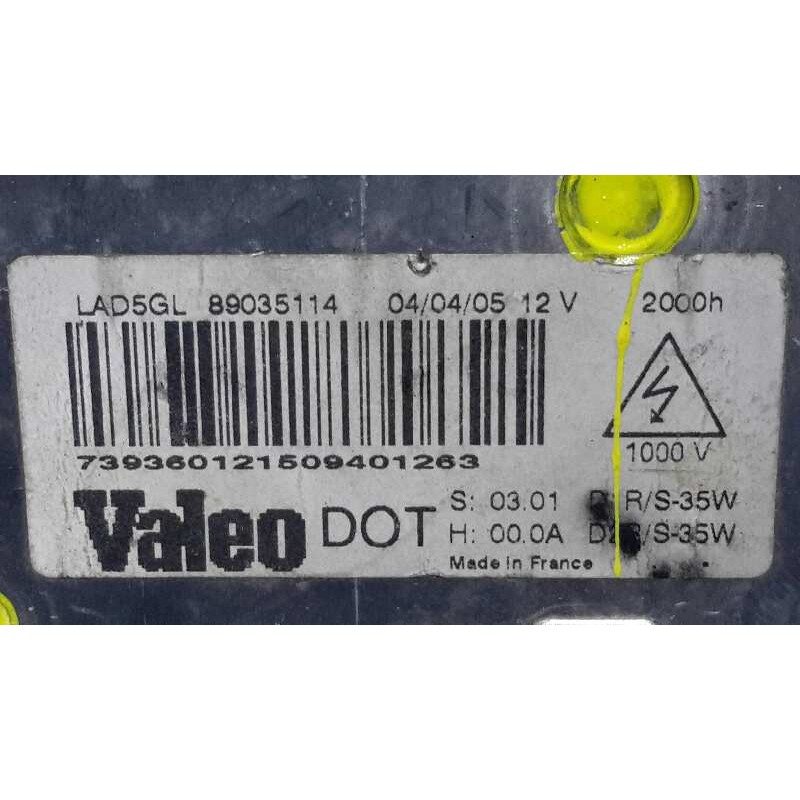 LAD5GL 89035114 04/04/05 12 V 2000h
739360121509401263
1000 V
Valeo DOT
S: 03.01 R/S-35W
H: 00.0A /S-35W
Made in France